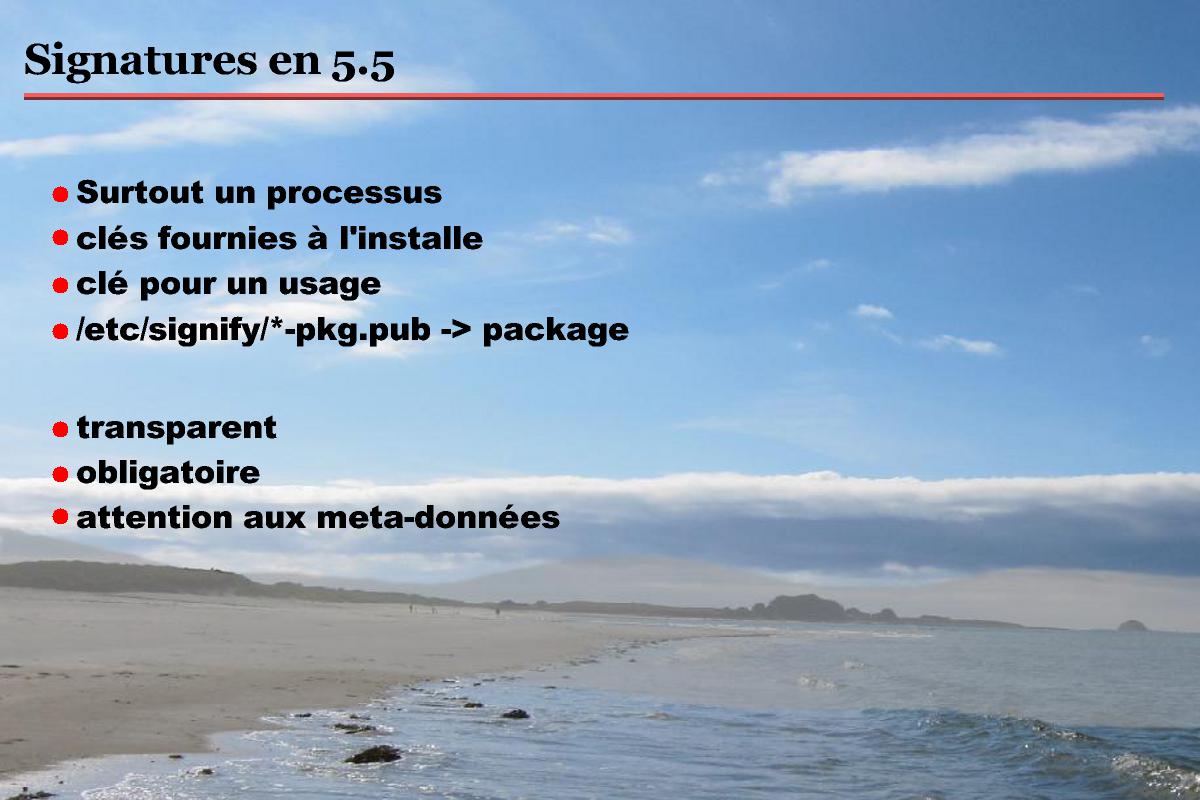 Signatures en 5.5
Surtout un processus
clés fournies à l'installe
clé pour un usage
/etc/signify/*-pkg.pub -> package
transparent
obligatoire
attention aux meta-données